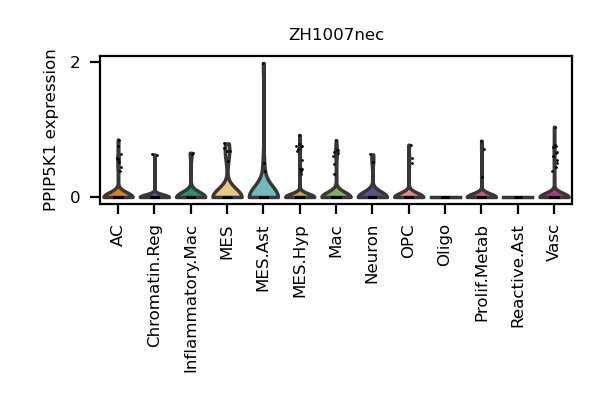 ZH1007nec
PPIP5K1 expression
2
0
AC
Chromatin.Reg
Inflammatory.Mac
MES
MES.Ast
MES.Hyp
Mac
Neuron
OPC
Oligo
Prolif.Metab
Reactive.Ast
Vasc